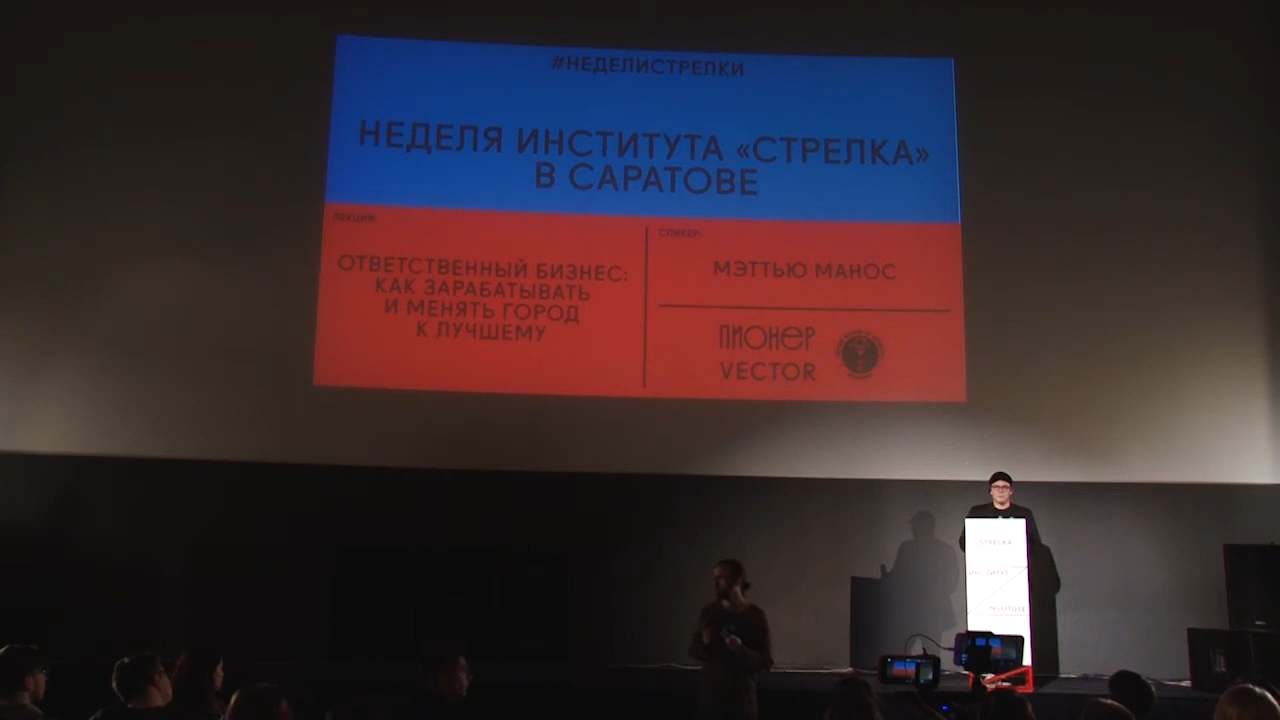 #НЕДЕЛИСТРЕЛКИ
НЕДЕЛЯ ИНСТИТУТА «СТРЕЛКА»
В САРАТОВЕ
ЛЕКЦИЯ:
ОТВЕТСТВЕННЫЙ БИЗНЕС:
КАК ЗАРАБАТЫВАТЬ
И МЕНЯТЬ ГОРОД
К ЛУЧШЕМУ
СПИКЕР:
МЭТТЬЮ МАНОС
ПИОНЕР
VECTOR
STRELKA
ИНСТИТУТ
INSTITUTE